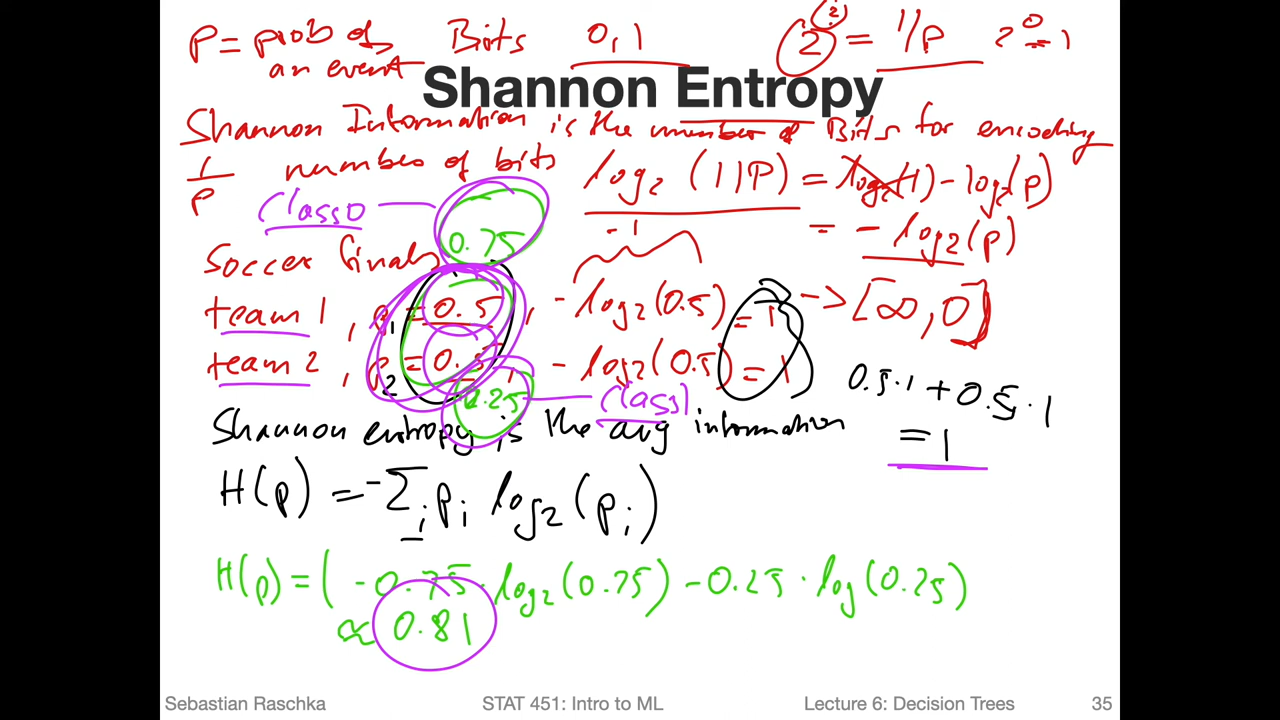 p = prob of an event
Bits 0, 1
2^? = 1/p 2^0 = 1
Shannon Entropy
Shannon Information is the number of Bits for encoding
1/p number of bits log2 (1/P) = log2(1) - log2(p)
= - log2(p)
class 0
0.75
-1
Soccer finals
team 1, p1 = 0.5, - log2(0.5) = 1 -> [∞, 0]
team 2, p2 = 0.5, - log2(0.5) = 1
0.5·1 + 0.5·1
= 1
0.25 class 1
Shannon entropy is the avg information
H(p) = -Σi pi log2(pi)
H(p) = ( -0.75 · log2(0.75) - 0.25 · log(0.25)
≈ 0.81
Sebastian Raschka STAT 451: Intro to ML Lecture 6: Decision Trees 35